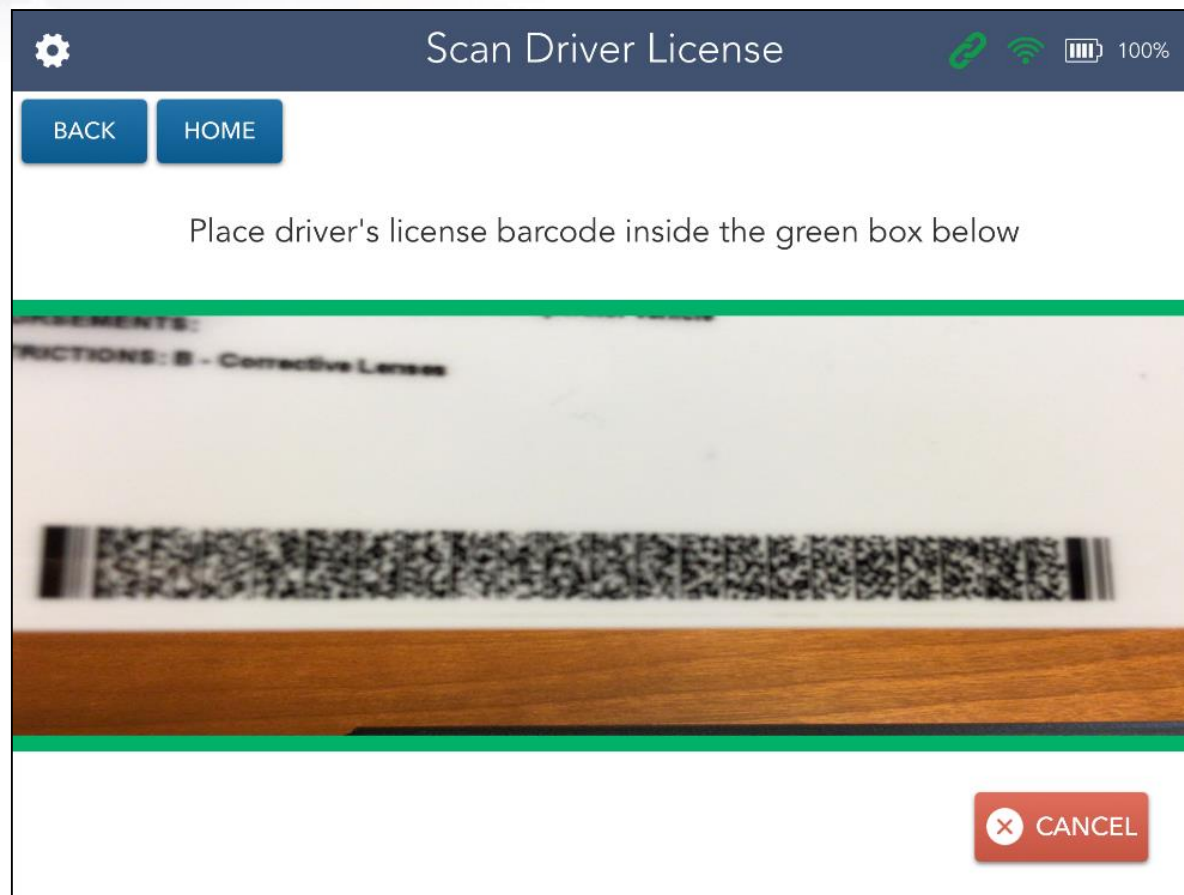 Scan Driver License
100%
BACK
HOME
Place driver's license barcode inside the green box below
RICTIONS: B - Corrective Lenses
CANCEL